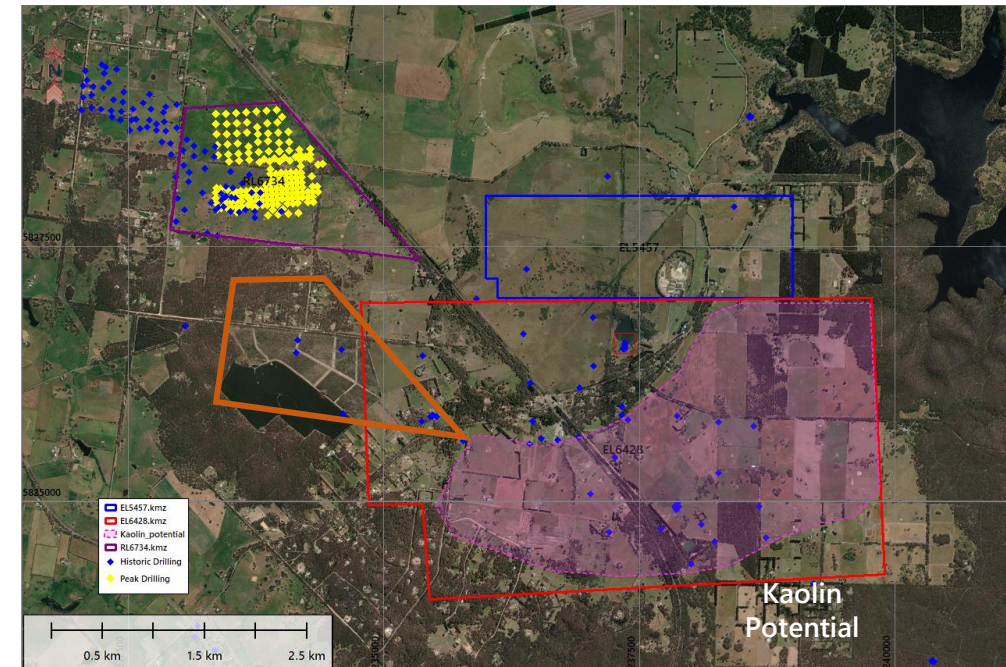 N
RL6734
5827500
EL5457
EL6428
5825000
EL5457.kmz
EL6428.kmz
Kaolin_potential
RL6734.kmz
Historic Drilling
Peak Drilling
Kaolin
Potential
0.5 km
1.5 km
2.5 km